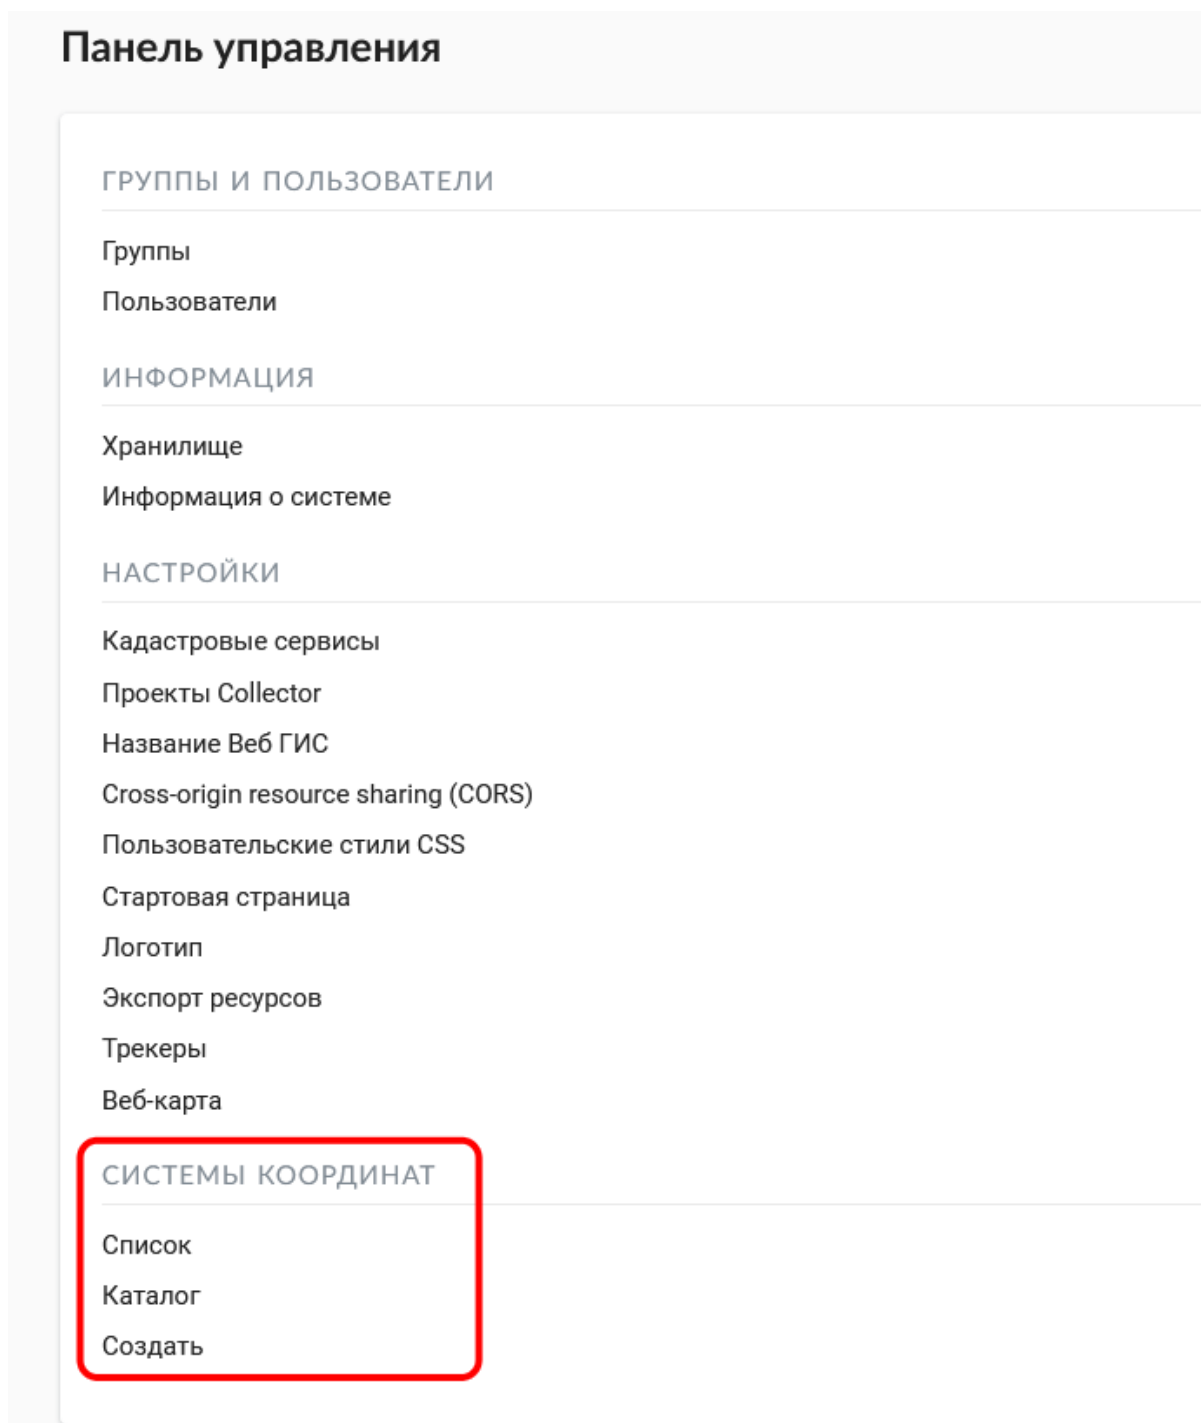 Панель управления
ГРУППЫ И ПОЛЬЗОВАТЕЛИ
Группы
Пользователи
ИНФОРМАЦИЯ
Хранилище
Информация о системе
НАСТРОЙКИ
Кадастровые сервисы
Проекты Collector
Название Веб ГИС
Cross-origin resource sharing (CORS)
Пользовательские стили CSS
Стартовая страница
Логотип
Экспорт ресурсов
Трекеры
Веб-карта
СИСТЕМЫ КООРДИНАТ
Список
Каталог
Создать